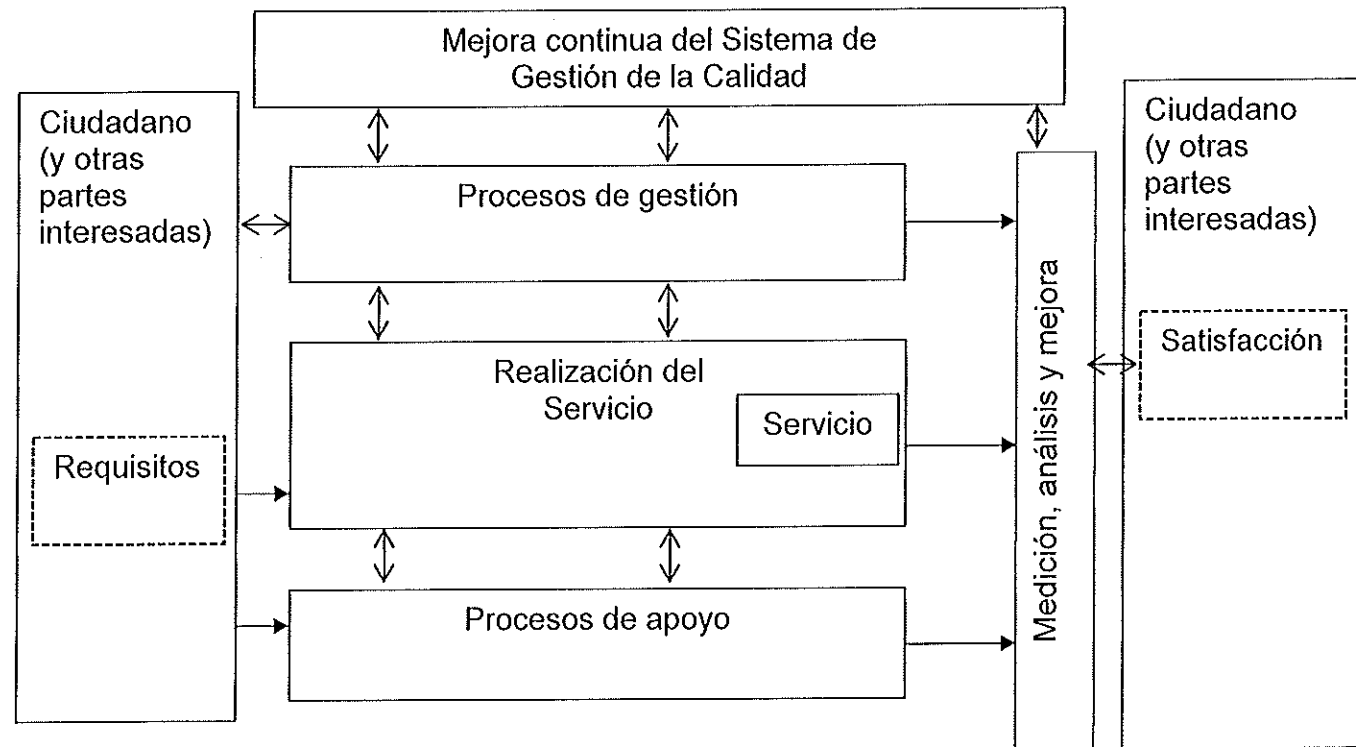 Mejora continua del Sistema de
Gestión de la Calidad
Ciudadano
(y otras
partes
interesadas)
Requisitos
Procesos de gestión
Realización del
Servicio
Servicio
Procesos de apoyo
Medición, análisis y mejora
Ciudadano
(y otras
partes
interesadas)
Satisfacción